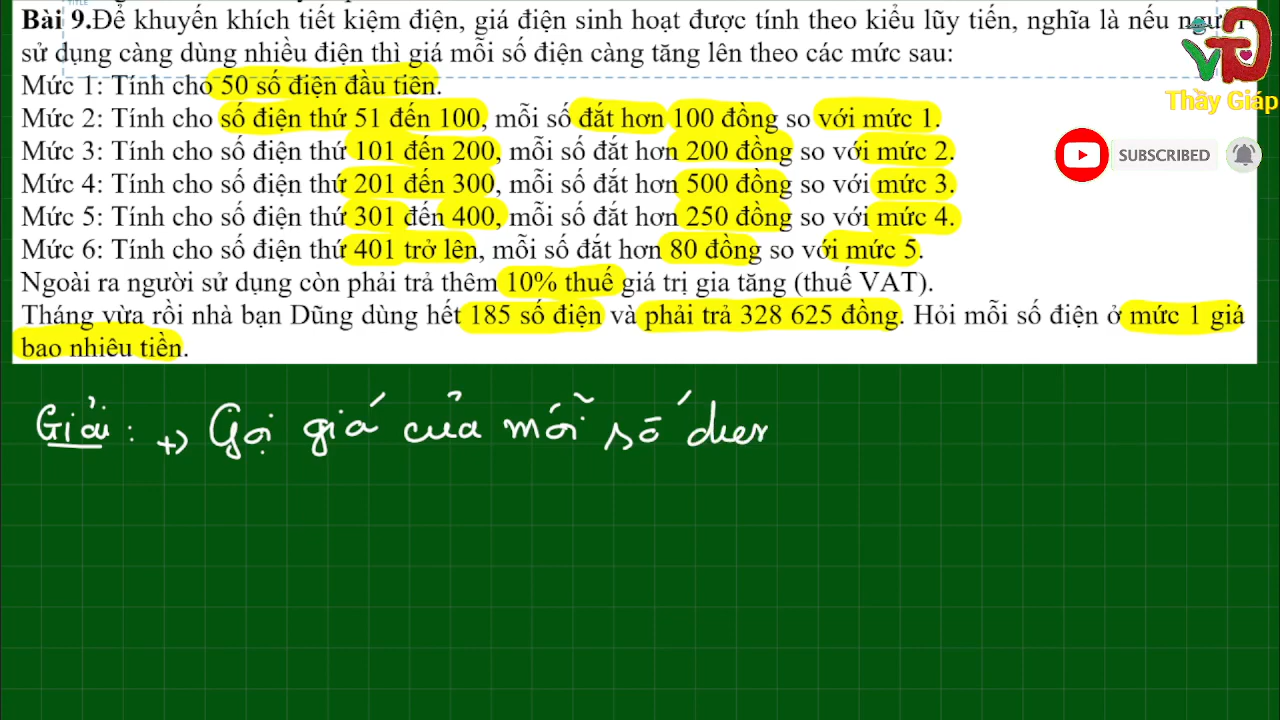 TITLE
Bài 9.Để khuyến khích tiết kiệm điện, giá điện sinh hoạt được tính theo kiểu lũy tiến, nghĩa là nếu người
sử dụng càng dùng nhiều điện thì giá mỗi số điện càng tăng lên theo các mức sau:
Mức 1: Tính cho 50 số điện đầu tiên.
Mức 2: Tính cho số điện thứ 51 đến 100, mỗi số đắt hơn 100 đồng so với mức 1.
Mức 3: Tính cho số điện thứ 101 đến 200, mỗi số đắt hơn 200 đồng so với mức 2.
Mức 4: Tính cho số điện thứ 201 đến 300, mỗi số đắt hơn 500 đồng so với mức 3.
Mức 5: Tính cho số điện thứ 301 đến 400, mỗi số đắt hơn 250 đồng so với mức 4.
Mức 6: Tính cho số điện thứ 401 trở lên, mỗi số đắt hơn 80 đồng so với mức 5.
Ngoài ra người sử dụng còn phải trả thêm 10% thuế giá trị gia tăng (thuế VAT).
Tháng vừa rồi nhà bạn Dũng dùng hết 185 số điện và phải trả 328 625 đồng. Hỏi mỗi số điện ở mức 1 giá
bao nhiêu tiền.
Thầy Giáp
SUBSCRIBED
Giải: +) Gọi giá của mỗi số